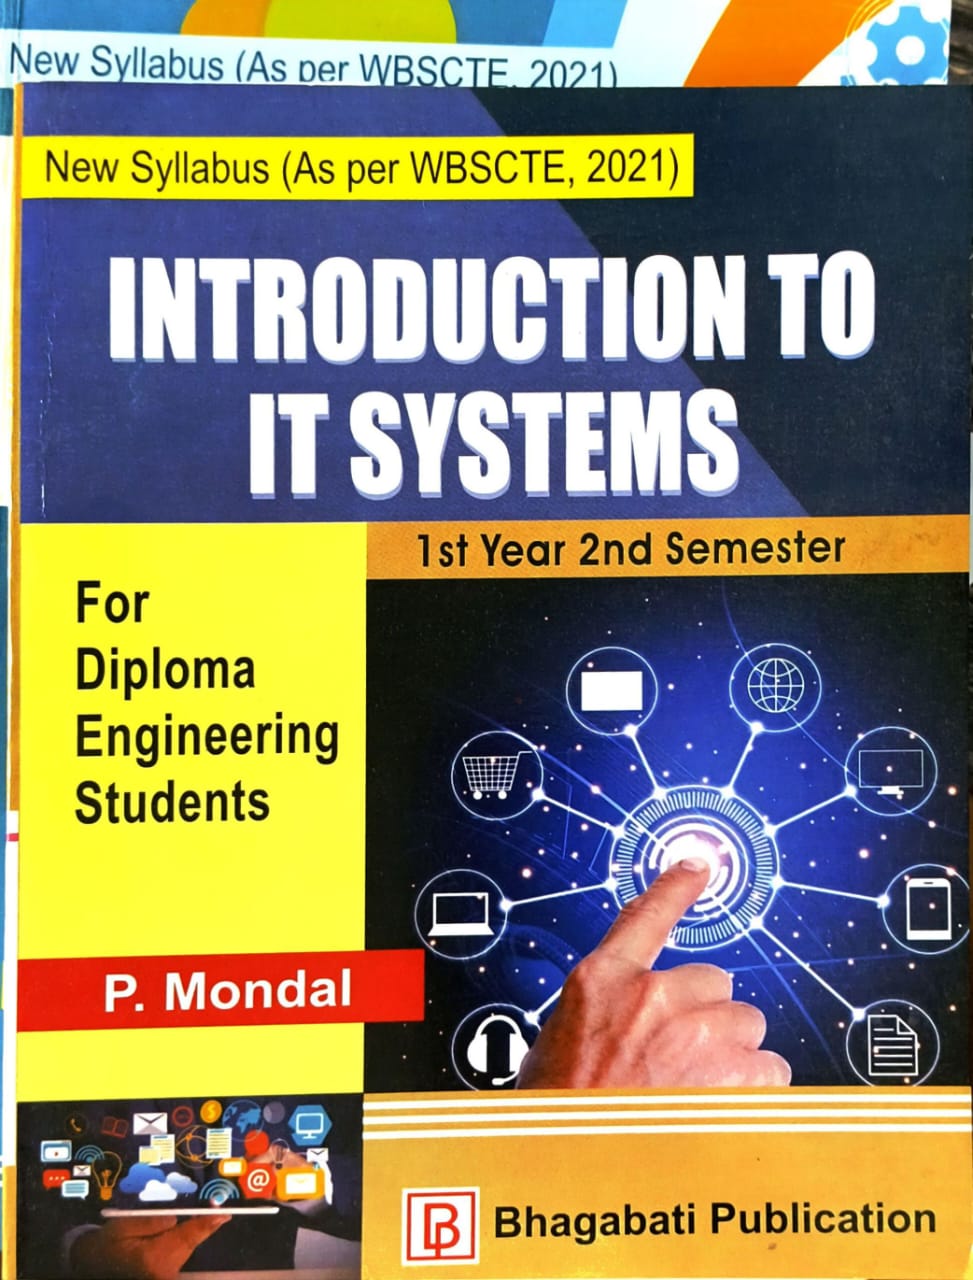 New Syllabus (As per WBSCTE, 2021)
New Syllabus (As per WBSCTE, 2021)
INTRODUCTION TO
IT SYSTEMS
1st Year 2nd Semester
For
Diploma
Engineering
Students
P. Mondal
Bhagabati Publication